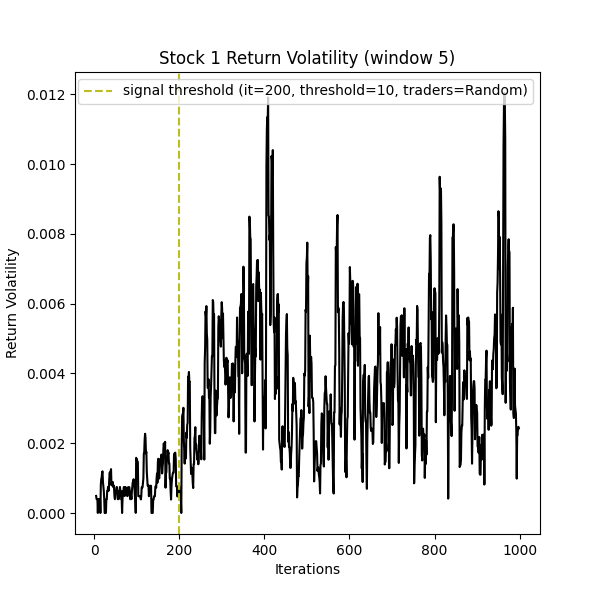 Stock 1 Return Volatility (window 5)
signal threshold (it=200, threshold=10, traders=Random)
0.012
0.010
0.008
0.006
0.004
0.002
0.000
Return Volatility
0 200 400 600 800 1000
Iterations